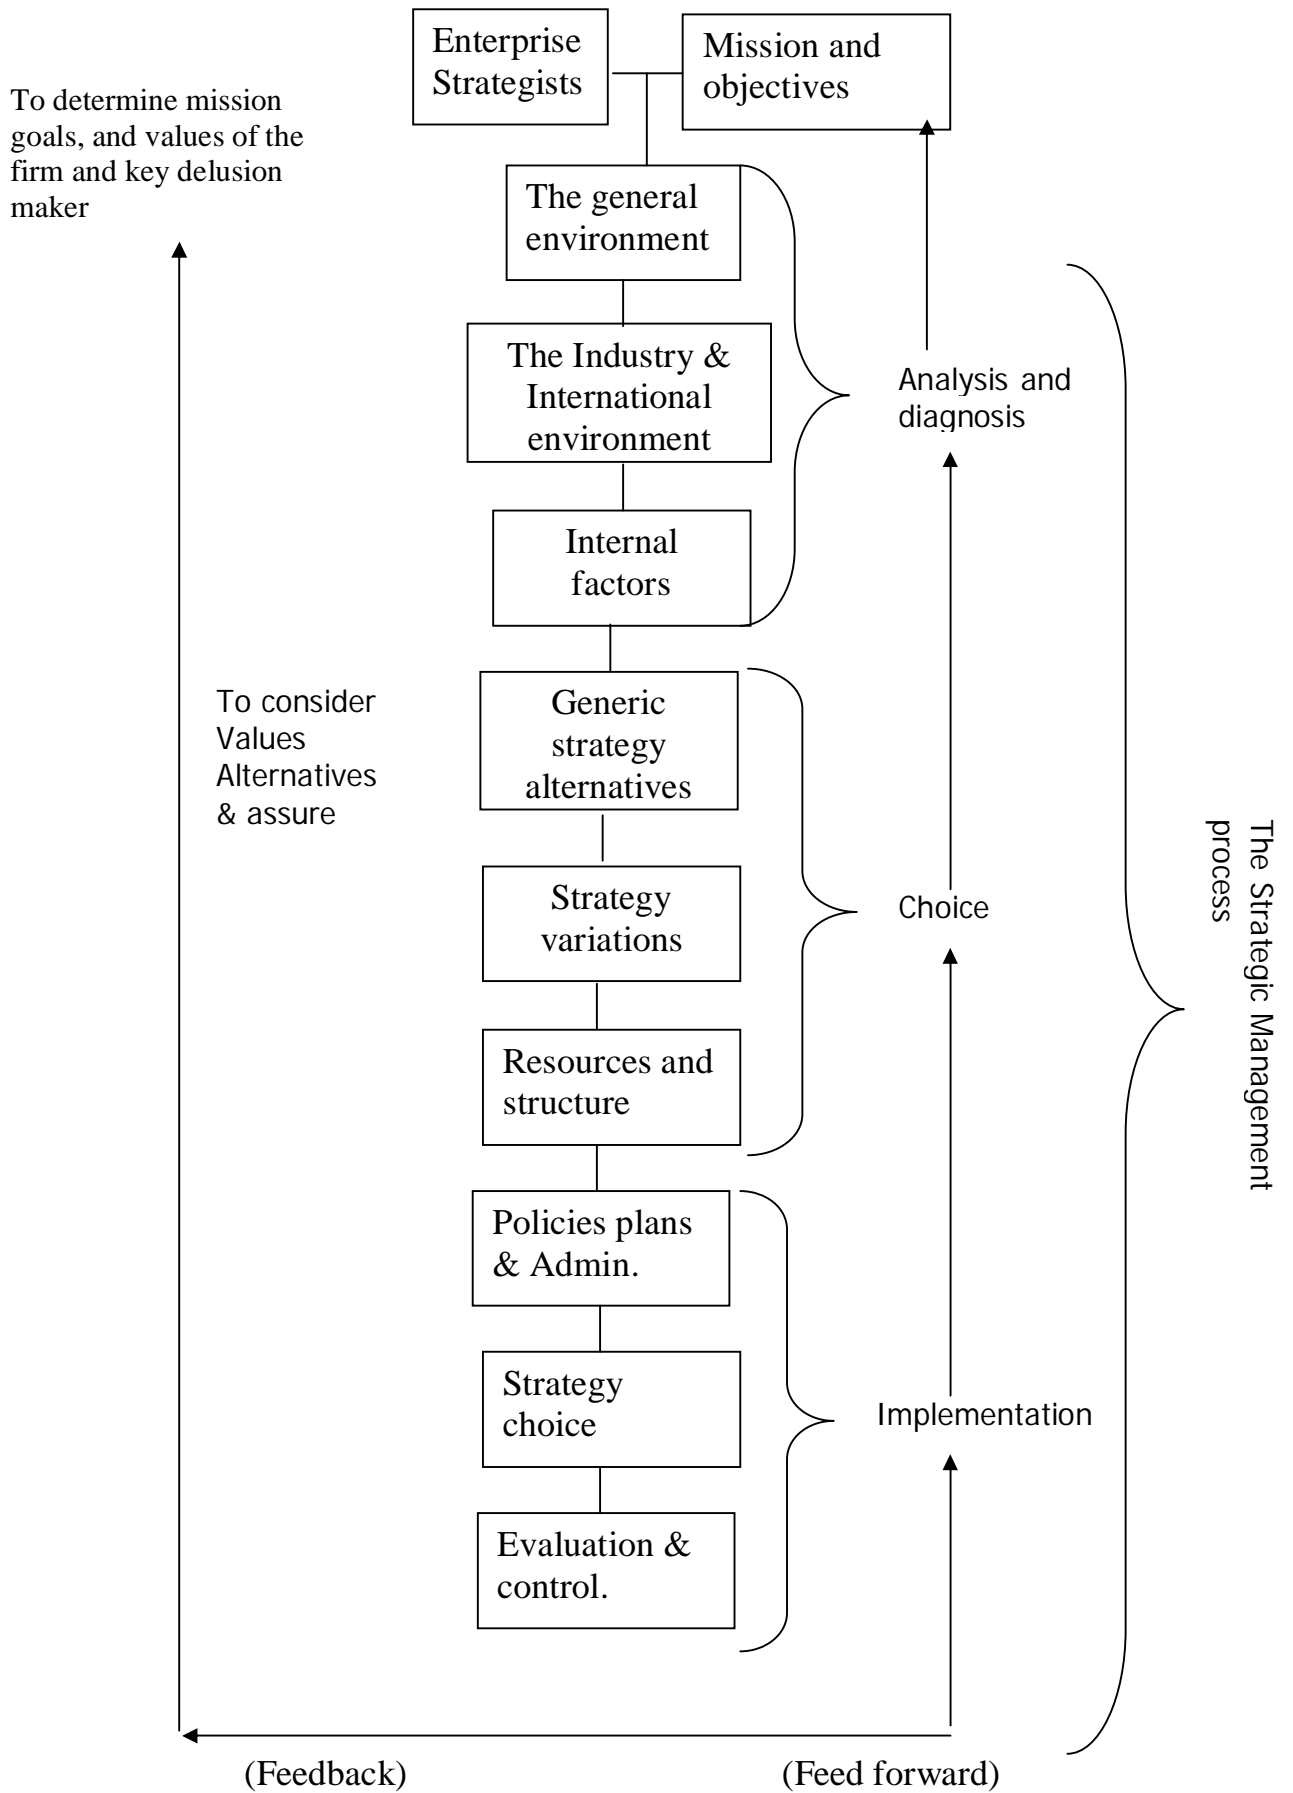 Enterprise
Strategists
Mission and
objectives
To determine mission
goals, and values of the
firm and key delusion
maker
The general
environment
The Industry &
International
environment
Analysis and
diagnosis
Internal
factors
To consider
Values
Alternatives
& assure
Generic
strategy
alternatives
Strategy
variations
Choice
The Strategic Management
process
Resources and
structure
Policies plans
& Admin.
Strategy
choice
Implementation
Evaluation &
control.
(Feedback)
(Feed forward)